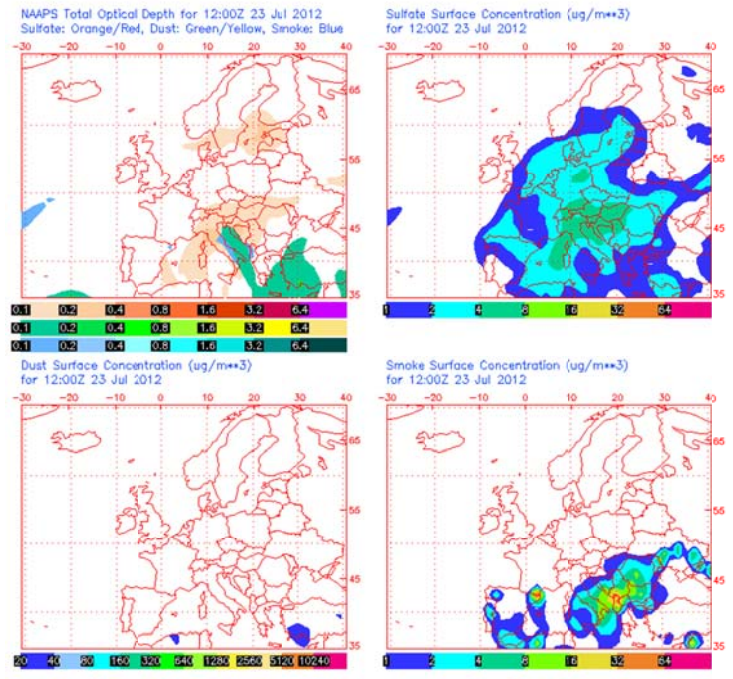 NAAPS Total Optical Depth for 12:00Z 23 Jul 2012
Sulfate: Orange/Red, Dust: Green/Yellow, Smoke: Blue
-30 -20 -10 0 10 20 30 40
65
55
45
35
0.1 0.2 0.4 0.8 1.6 3.2 6.4
0.1 0.2 0.4 0.8 1.6 3.2 6.4
0.1 0.2 0.4 0.8 1.6 3.2 6.4
Sulfate Surface Concentration (ug/m**3)
for 12:00Z 23 Jul 2012
-30 -20 -10 0 10 20 30 40
65
55
45
35
1 2 4 8 16 32 64
Dust Surface Concentration (ug/m**3)
for 12:00Z 23 Jul 2012
-30 -20 -10 0 10 20 30 40
65
55
45
35
20 40 80 160 320 640 1280 2560 5120 10240
Smoke Surface Concentration (ug/m**3)
for 12:00Z 23 Jul 2012
-30 -20 -10 0 10 20 30 40
65
55
45
35
1 2 4 8 16 32 64